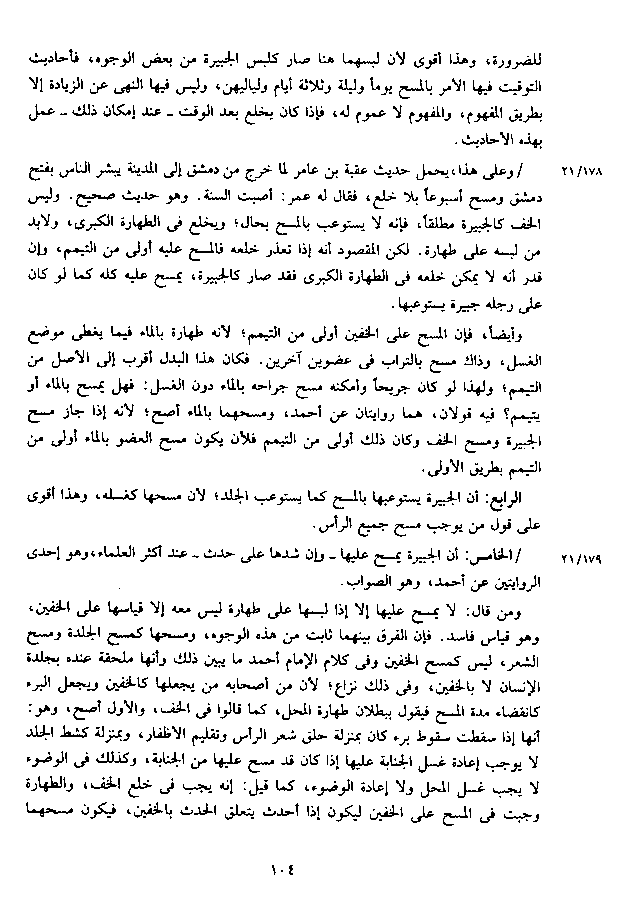 للضرورة، وهذا أقوى لأن لبسهما هنا صار كلبس الجبيرة من بعض الوجوه، فأحاديث
التوقيت فيها الأمر بالمسح يوماً وليلة وثلاثة أيام ولياليهن، وليس فيها النهى عن الزيادة إلا
بطريق المفهوم، والمفهوم لا عموم له، فإذا كان يخلع بعد الوقت ـ عند إمكان ذلك ـ عمل
بهذه الأحاديث.
٢١/١٧٨ / وعلى هذا، يحمل حديث عقبة بن عامر لما خرج من دمشق إلى المدينة يبشر الناس بفتح
دمشق ومسح أسبوعاً بلا خلع، فقال له عمر: أصبت السنة. وهو حديث صحيح. وليس
الخف كالجبيرة مطلقاً، فإنه لا يستوعب بالمسح بحال؛ ويخلع فى الطهارة الكبرى، ولابد
من لبسه على طهارة. لكن المقصود أنه إذا تعذر خلعه فالمسح عليه أولى من التيمم، وإن
قدر أنه لا يمكن خلعه فى الطهارة الكبرى فقد صار كالجبيرة، يمسح عليه كله كما لو كان
على رجله جبيرة يستوعبها.
وأيضاً، فإن المسح على الخفين أولى من التيمم؛ لأنه طهارة بالماء فيما يغطى موضع
الغسل، وذاك مسح بالتراب فى عضوين آخرين. فكان هذا البدل أقرب إلى الأصل من
التيمم؛ ولهذا لو كان جريحاً وأمكنه مسح جراحه بالماء دون الغسل: فهل يمسح بالماء أو
يتيمم؟ فيه قولان، هما روايتان عن أحمد، ومسحهما بالماء أصح؛ لأنه إذا جاز مسح
الجبيرة ومسح الخف وكان ذلك أولى من التيمم فلأن يكون مسح العضو بالماء أولى من
التيمم بطريق الأولى.
الرابع: أن الجبيرة يستوعبها بالمسح كما يستوعب الجلد؛ لأن مسحها كغسله، وهذا أقوى
على قول من يوجب مسح جميع الرأس.
٢١/١٧٩ / الخامس: أن الجبيرة يمسح عليها ـ وإن شدها على حدث ـ عند أكثر العلماء، وهو إحدى
الروايتين عن أحمد، وهو الصواب.
ومن قال: لا يمسح عليها إلا إذا لبسها على طهارة ليس معه إلا قياسها على الخفين،
وهو قياس فاسد. فإن الفرق بينهما ثابت من هذه الوجوه، ومسحها كمسح الجلدة ومسح
الشعر، ليس كمسح الخفين وفى كلام الإمام أحمد ما يبين ذلك وأنها ملحقة عنده بجلدة
الإنسان لا بالخفين، وفى ذلك نزاع؛ لأن من أصحابه من يجعلها كالخفين ويجعل البرء
كانقضاء مدة المسح فيقول ببطلان طهارة المحل، كما قالوا فى الخف، والأول أصح، وهو:
أنها إذا سقطت سقوط برء كان بمنزلة حلق شعر الرأس وتقليم الأظفار، وبمنزلة كشط الجلد
لا يوجب إعادة غسل الجنابة عليها إذا كان قد مسح عليها من الجنابة، وكذلك فى الوضوء
لا يجب غسل المحل ولا إعادة الوضوء، كما قيل: إنه يجب فى خلع الخف، والطهارة
وجبت فى المسح على الخفين ليكون إذا أحدث يتعلق الحدث بالخفين، فيكون مسحهما
١٠٤